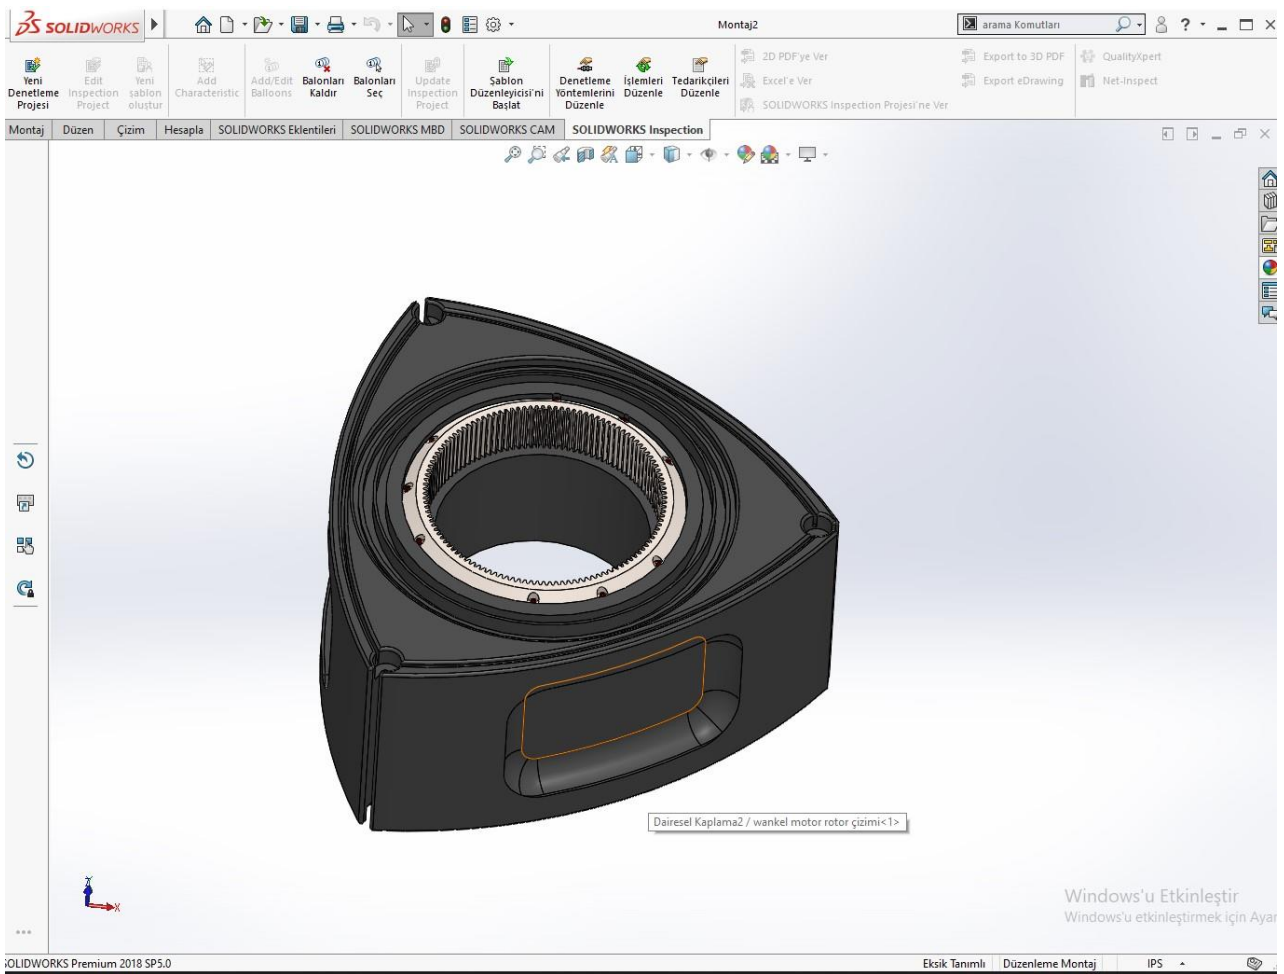 SOLIDWORKS
Montaj2
arama Komutları
Yeni Denetleme Projesi
Edit Inspection Project
Yeni şablon oluştur
Add Characteristic
Add/Edit Balloons
Balonları Kaldır
Balonları Seç
Update Inspection Project
Şablon Düzenleyicisi'ni Başlat
Denetleme Yöntemlerini Düzenle
İşlemleri Düzenle
Tedarikçileri Düzenle
2D PDF'ye Ver
Excel'e Ver
SOLIDWORKS Inspection Projesi'ne Ver
Export to 3D PDF
Export eDrawing
QualityXpert
Net-Inspect
Montaj
Düzen
Çizim
Hesapla
SOLIDWORKS Eklentileri
SOLIDWORKS MBD
SOLIDWORKS CAM
SOLIDWORKS Inspection
Dairesel Kaplama2 / wankel motor rotor çizimi<1>
Z
X
Windows'u Etkinleştir
Windows'u etkinleştirmek için Ayar
SOLIDWORKS Premium 2018 SP5.0
Eksik Tanımlı
Düzenleme Montaj
IPS